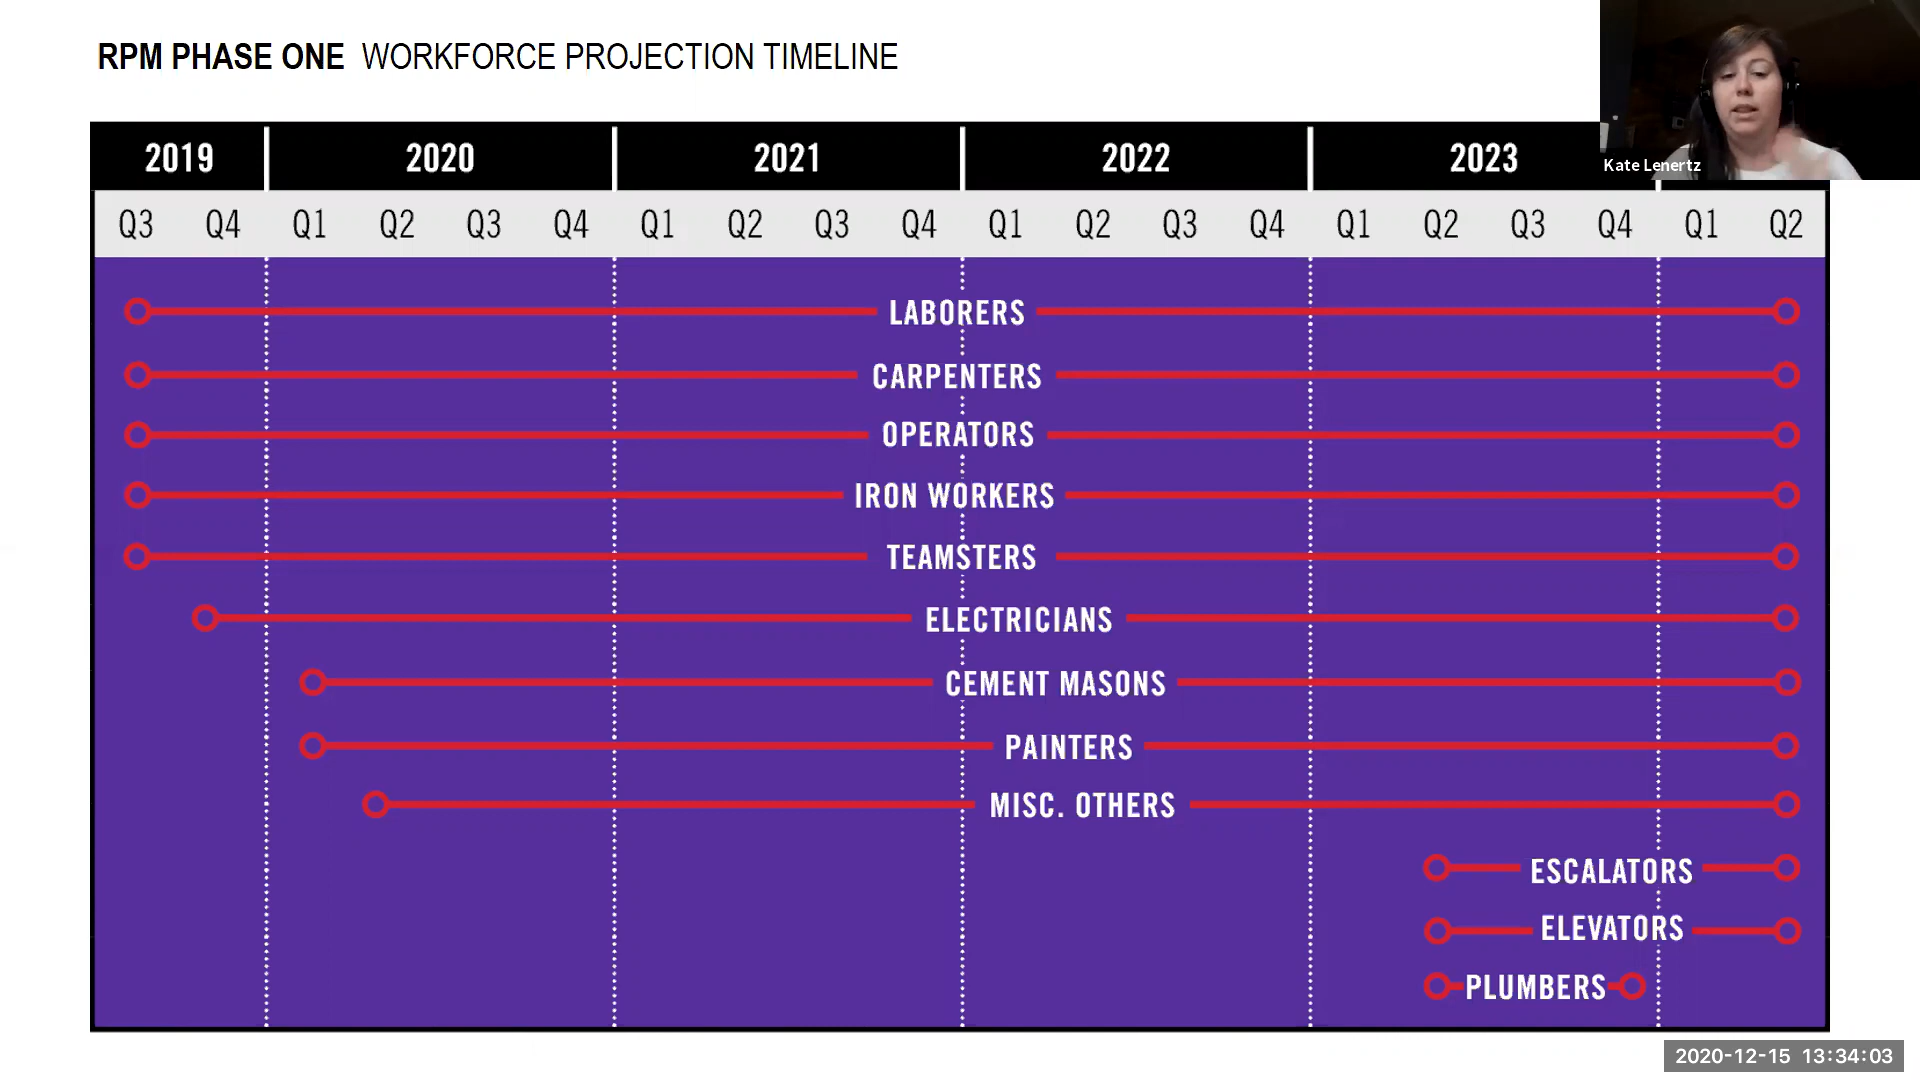 RPM PHASE ONE WORKFORCE PROJECTION TIMELINE
Kate Lenertz
2019 2020 2021 2022 2023
Q3 Q4 Q1 Q2 Q3 Q4 Q1 Q2 Q3 Q4 Q1 Q2 Q3 Q4 Q1 Q2 Q3 Q4 Q1 Q2
LABORERS
CARPENTERS
OPERATORS
IRON WORKERS
TEAMSTERS
ELECTRICIANS
CEMENT MASONS
PAINTERS
MISC. OTHERS
ESCALATORS
ELEVATORS
PLUMBERS
2020-12-15 13:34:03